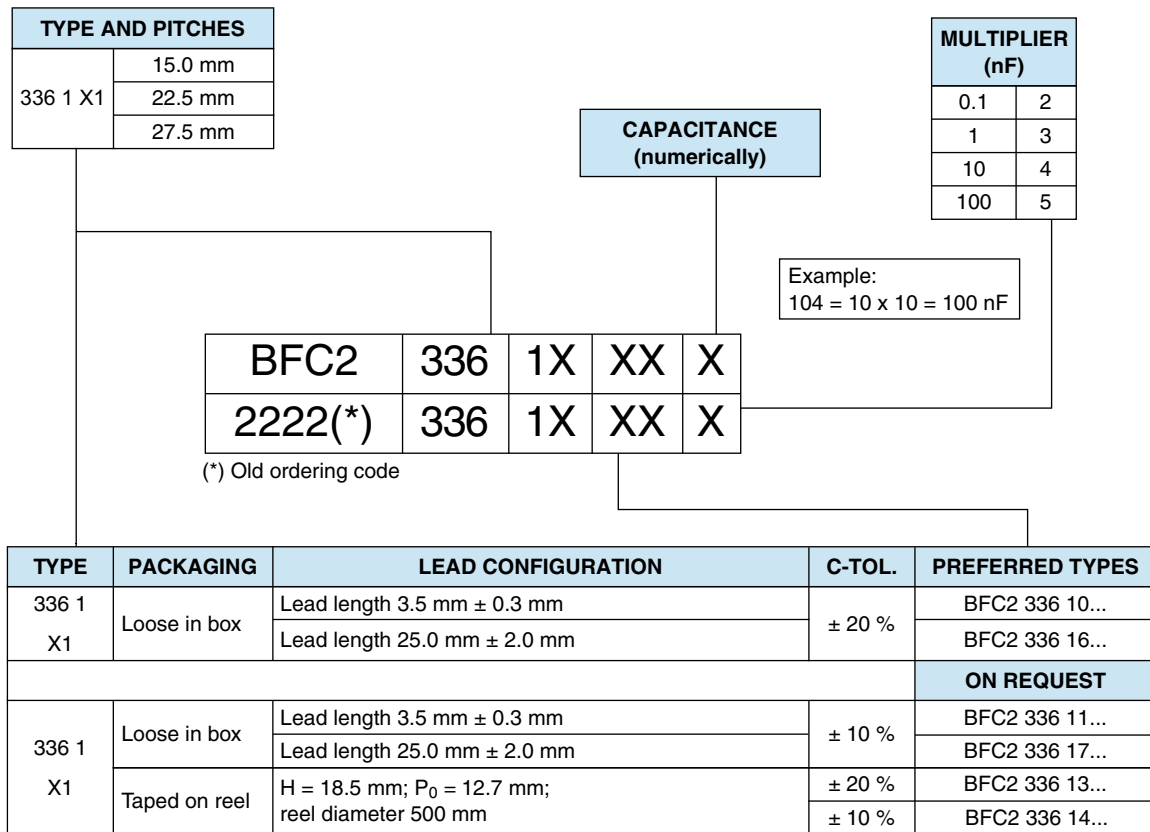 TYPE AND PITCHES
336 1 X1
15.0 mm
22.5 mm
27.5 mm
CAPACITANCE
(numerically)
MULTIPLIER
(nF)
0.1 2
1 3
10 4
100 5
Example:
104 = 10 x 10 = 100 nF
BFC2 336 1X XX X
2222(*) 336 1X XX X
(*) Old ordering code
TYPE PACKAGING LEAD CONFIGURATION C-TOL. PREFERRED TYPES
336 1
X1
Loose in box
Lead length 3.5 mm ± 0.3 mm
Lead length 25.0 mm ± 2.0 mm
± 20 %
BFC2 336 10...
BFC2 336 16...
ON REQUEST
336 1
X1
Loose in box
Lead length 3.5 mm ± 0.3 mm
Lead length 25.0 mm ± 2.0 mm
± 10 %
BFC2 336 11...
BFC2 336 17...
Taped on reel
H = 18.5 mm; P0 = 12.7 mm;
reel diameter 500 mm
± 20 %
BFC2 336 13...
± 10 %
BFC2 336 14...